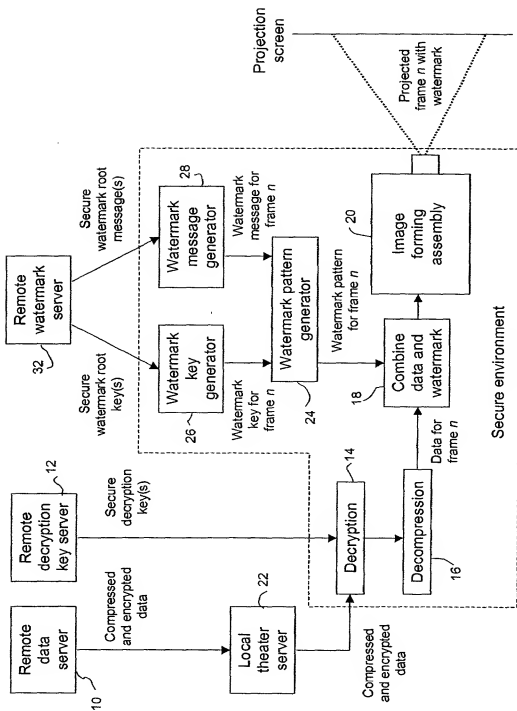 Remote
data
server
10
Remote
decryption
key server
12
Remote
watermark
server
32
Compressed
and encrypted
data
Secure
decryption
key(s)
Secure
watermark root
key(s)
Secure
watermark root
message(s)
Local
theater
server
22
Compressed
and encrypted
data
Watermark
key
generator
26
Watermark
message
generator
28
Watermark
key for
frame n
Watermark
message for
frame n
Watermark pattern
generator
24
Watermark pattern
for frame n
Decryption
14
Decompression
16
Data for
frame n
Combine
data and
watermark
18
Image
forming
assembly
20
Secure environment
Projected
frame n with
watermark
Projection
screen